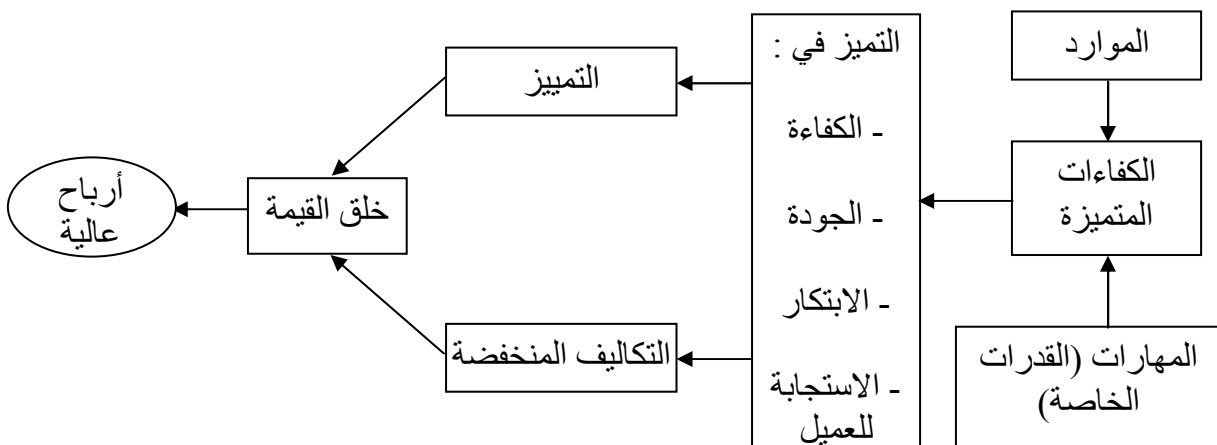 الموارد
الكفاءات
المتميزة
المهارات (القدرات
الخاصة)
التميز في :
- الكفاءة
- الجودة
- الابتكار
- الاستجابة
للعميل
التمييز
التكاليف المنخفضة
خلق القيمة
أرباح
عالية